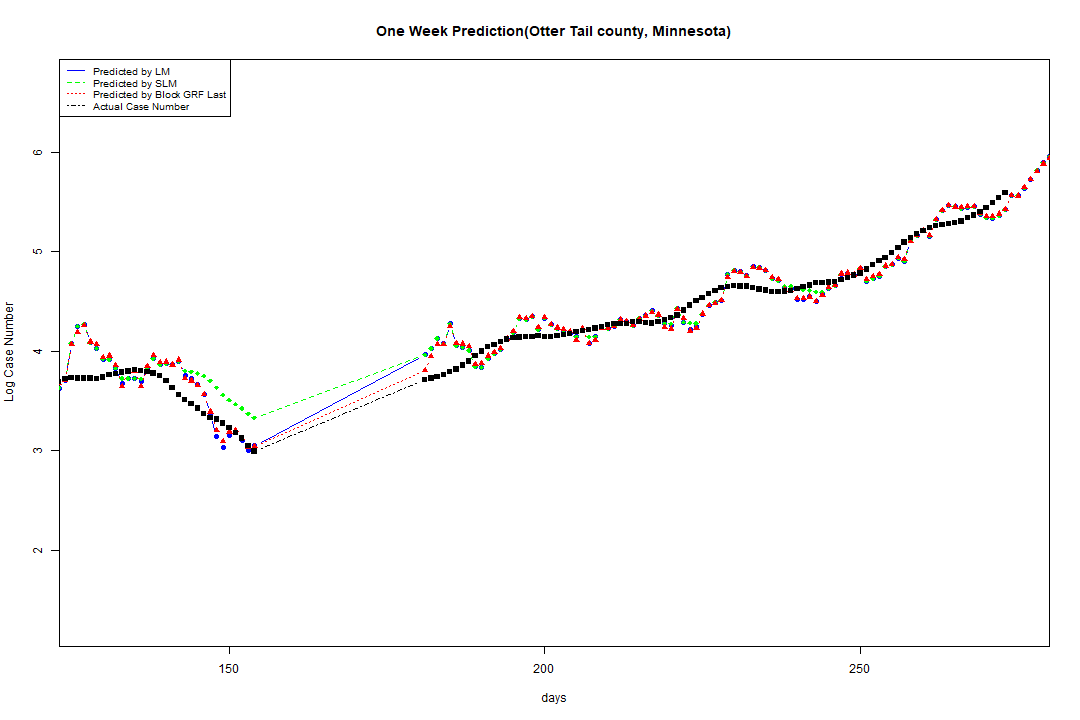 One Week Prediction(Otter Tail county, Minnesota)
Predicted by LM
Predicted by SLM
Predicted by Block GRF Last
Actual Case Number
6
5
4
3
2
Log Case Number
150
200
250
days